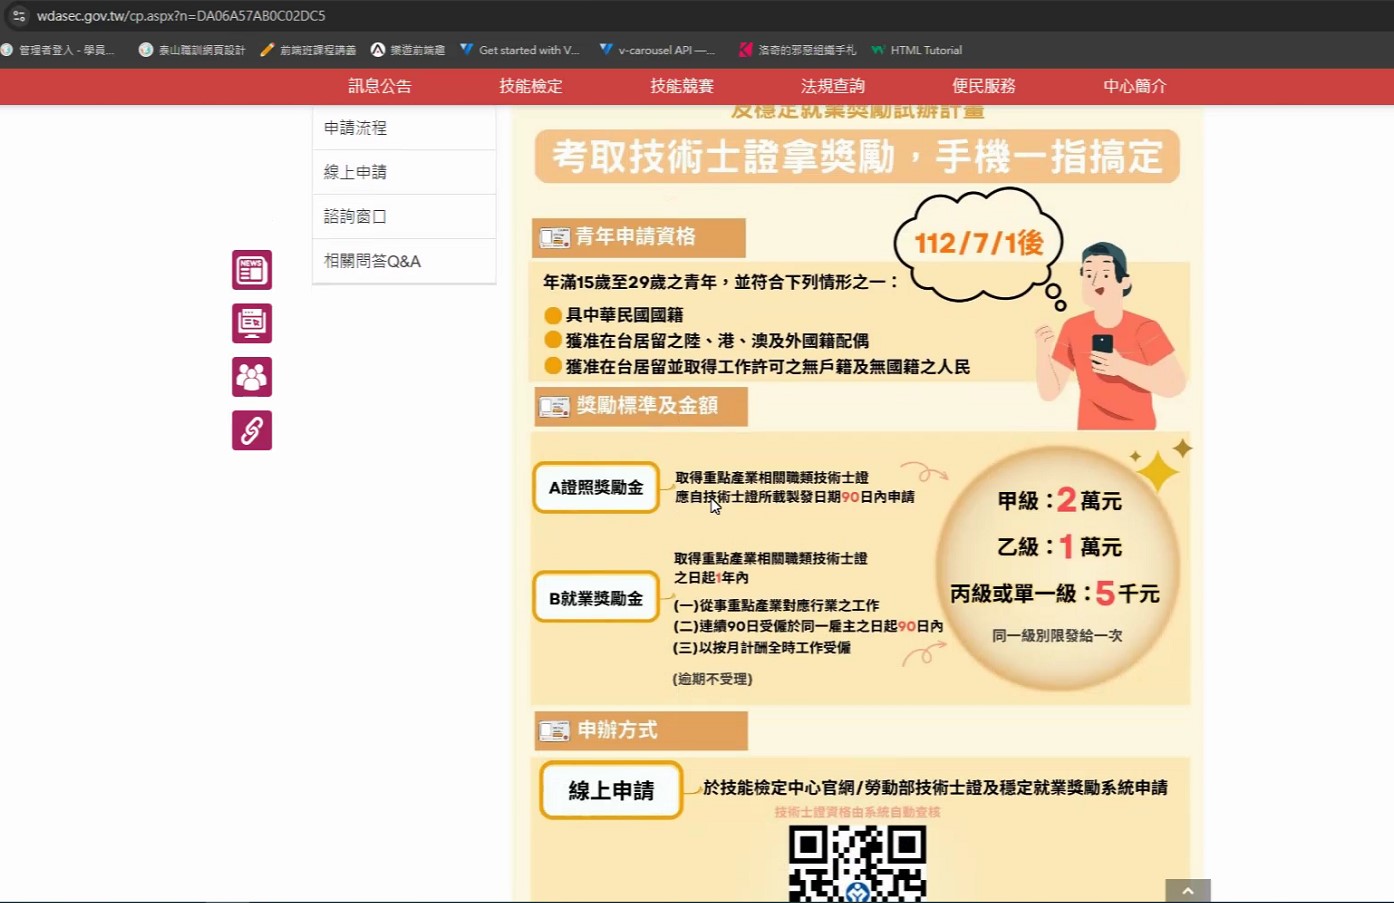 wdasec.gov.tw/cp.aspx?n=DA06A57AB0C02DC5
管理者登入 - 學員...
泰山職訓網頁設計
前端班課程講義
樂遊前端趣
Get started with V...
v-carousel API —...
洛奇的邪惡組織手札
HTML Tutorial
訊息公告
技能檢定
技能競賽
法規查詢
便民服務
中心簡介
申請流程
線上申請
諮詢窗口
相關問答Q&A
NEWS
及穩定就業獎勵試辦計畫
考取技術士證拿獎勵，手機一指搞定
青年申請資格
112/7/1後
年滿15歲至29歲之青年，並符合下列情形之一：
具中華民國國籍
獲准在台居留之陸、港、澳及外國籍配偶
獲准在台居留並取得工作許可之無戶籍及無國籍之人民
獎勵標準及金額
A證照獎勵金
取得重點產業相關職類技術士證
應自技術士證所載製發日期90日內申請
B就業獎勵金
取得重點產業相關職類技術士證
之日起1年內
(一)從事重點產業對應行業之工作
(二)連續90日受僱於同一雇主之日起90日內
(三)以按月計酬全時工作受僱
(逾期不受理)
甲級：2萬元
乙級：1萬元
丙級或單一級：5千元
同一級別限發給一次
申辦方式
線上申請
於技能檢定中心官網/勞動部技術士證及穩定就業獎勵系統申請
技術士證資格由系統自動查核